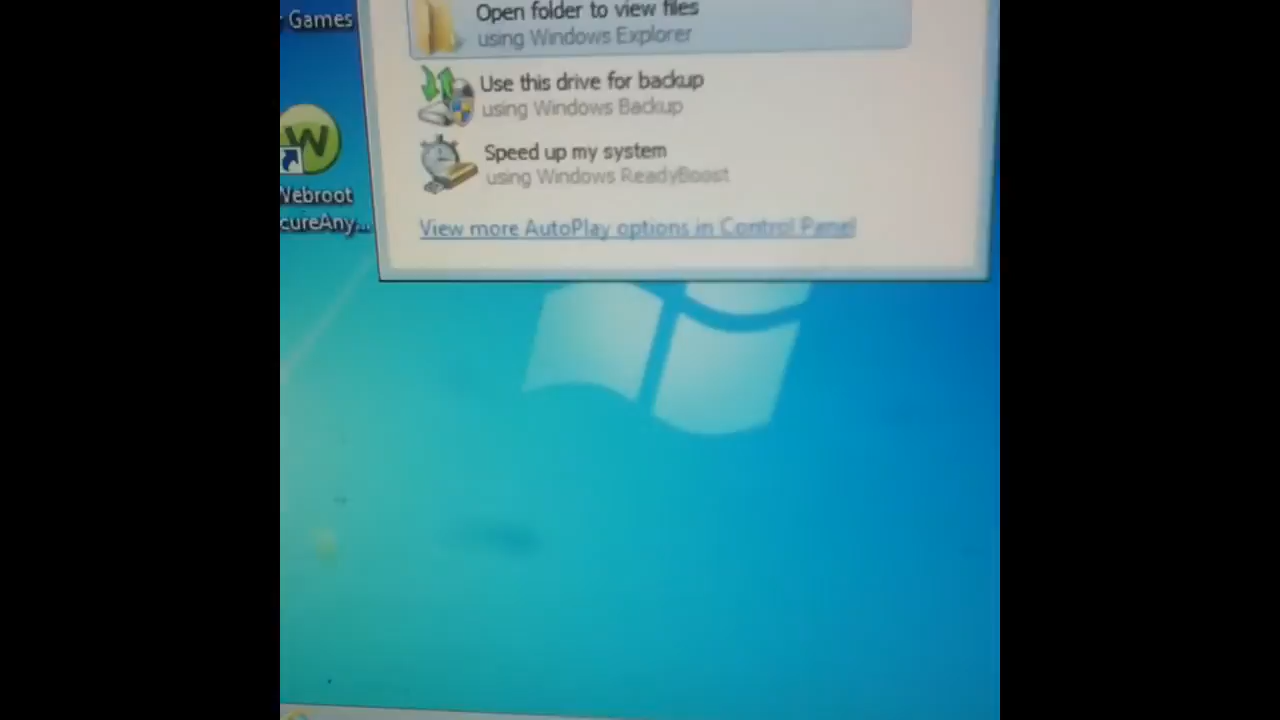 Games
Open folder to view files
using Windows Explorer
Use this drive for backup
using Windows Backup
W
Speed up my system
using Windows ReadyBoost
Webroot
cureAny...
View more AutoPlay options in Control Panel